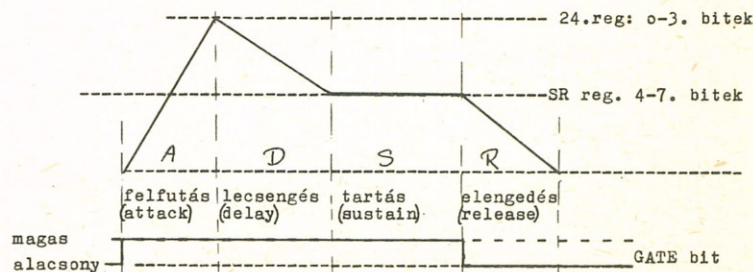 24.reg: o-3. bitek
SR reg. 4-7. bitek
A D S R
felfutás lecsengés tartás elengedés
(attack) (delay) (sustain) (release)
magas
alacsony GATE bit